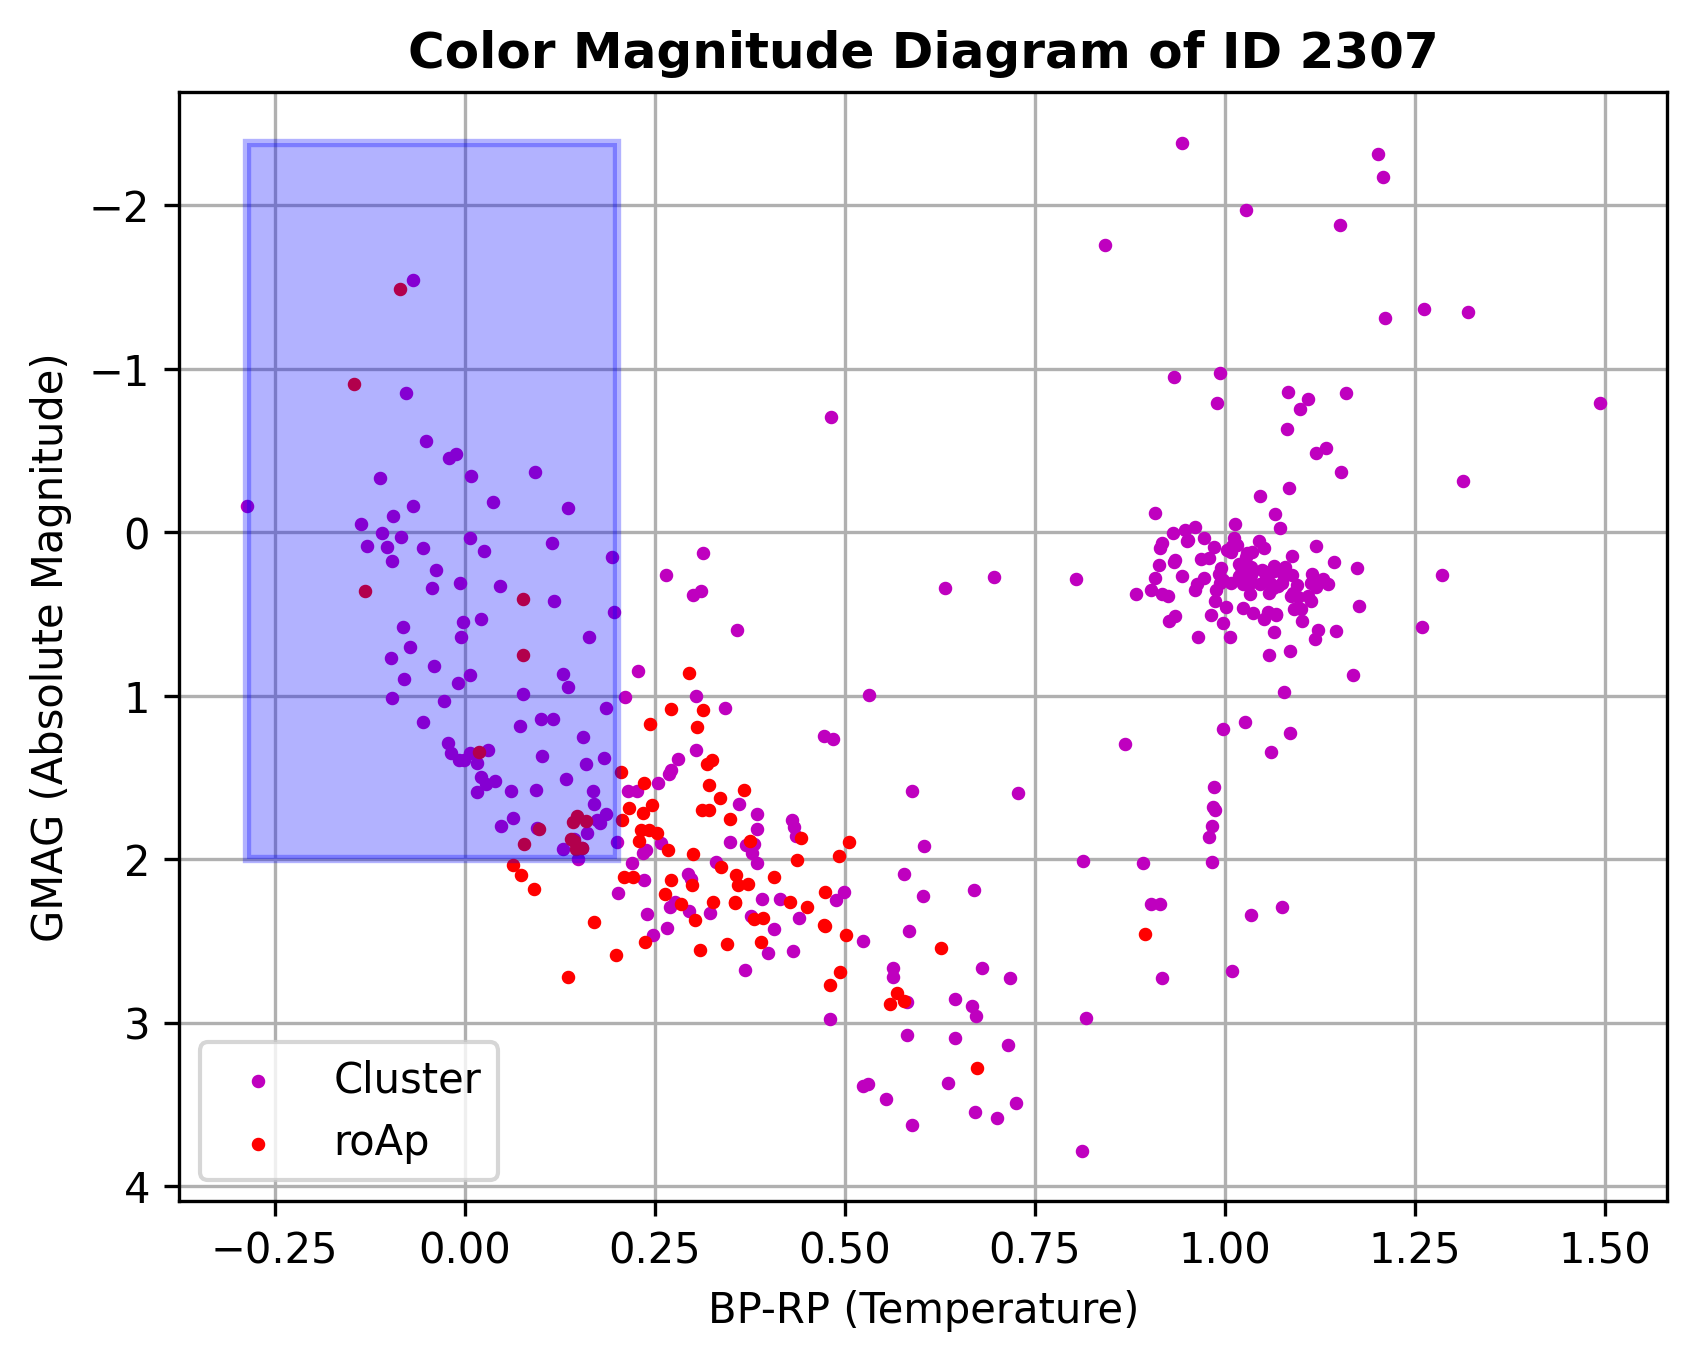 Color Magnitude Diagram of ID 2307
GMAG (Absolute Magnitude)
−2
−1
0
1
2
3
4
Cluster
roAp
−0.25 0.00 0.25 0.50 0.75 1.00 1.25 1.50
BP-RP (Temperature)